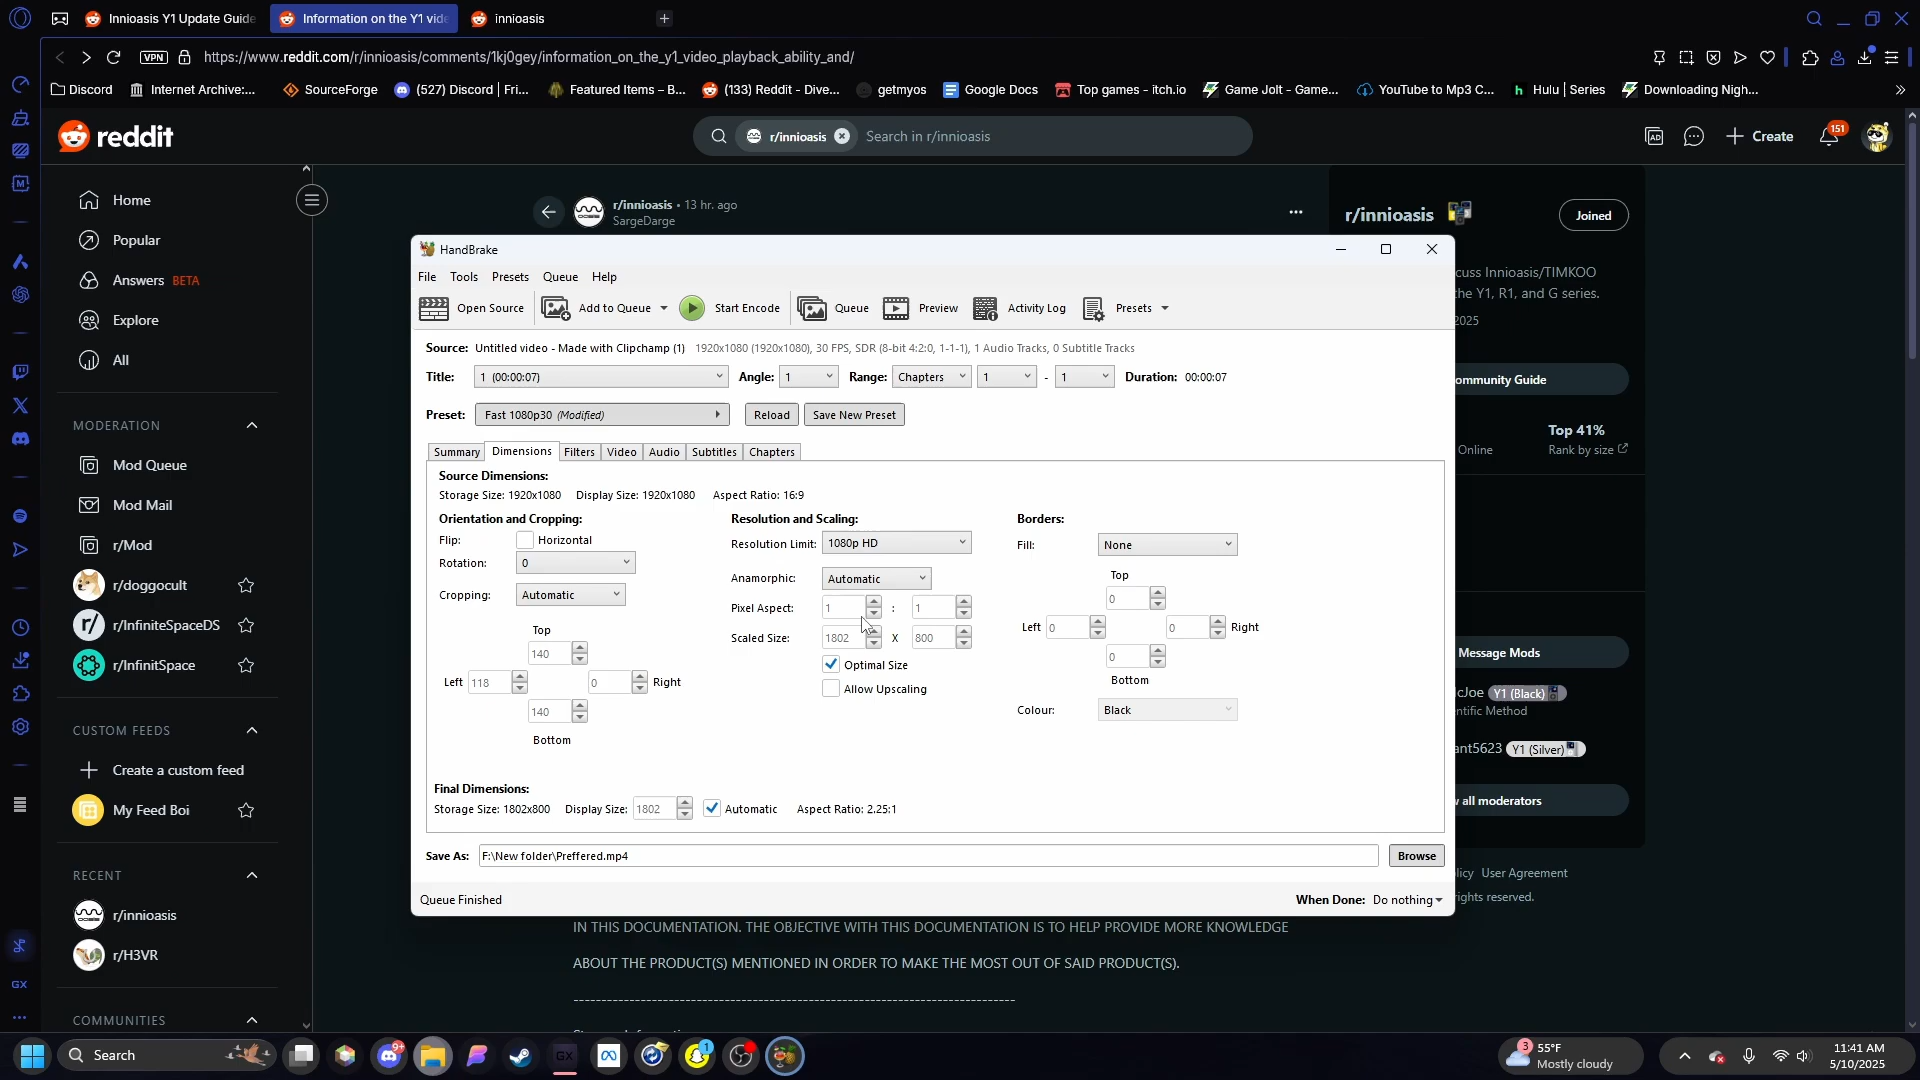 Innioasis Y1 Update Guide
Information on the Y1 vide
innioasis
VPN
https://www.reddit.com/r/innioasis/comments/1kj0gey/information_on_the_y1_video_playback_ability_and/
Discord
Internet Archive:...
SourceForge
(527) Discord | Fri...
Featured Items – B...
(133) Reddit - Dive...
getmyos
Google Docs
Top games - itch.io
Game Jolt - Game...
YouTube to Mp3 C...
Hulu | Series
Downloading Nigh...
reddit
r/innioasis
Search in r/innioasis
AD
Create
151
Home
Popular
Answers BETA
Explore
All
MODERATION
Mod Queue
Mod Mail
r/Mod
r/doggocult
r/ r/InfiniteSpaceDS
r/InfinitSpace
CUSTOM FEEDS
Create a custom feed
My Feed Boi
RECENT
r/innioasis
r/H3VR
COMMUNITIES
GX
r/innioasis • 13 hr. ago
SargeDarge
r/innioasis
Joined
cuss Innioasis/TIMKOO
he Y1, R1, and G series.
2025
ommunity Guide
Top 41%
Online
Rank by size
Message Mods
cJoe Y1 (Black)
entific Method
ant5623 Y1 (Silver)
all moderators
licy User Agreement
ights reserved.
HandBrake
File Tools Presets Queue Help
Open Source
Add to Queue
Start Encode
Queue
Preview
Activity Log
Presets
Source: Untitled video - Made with Clipchamp (1) 1920x1080 (1920x1080), 30 FPS, SDR (8-bit 4:2:0, 1-1-1), 1 Audio Tracks, 0 Subtitle Tracks
Title: 1 (00:00:07) Angle: 1 Range: Chapters 1 - 1 Duration: 00:00:07
Preset: Fast 1080p30 (Modified) Reload Save New Preset
Summary Dimensions Filters Video Audio Subtitles Chapters
Source Dimensions:
Storage Size: 1920x1080 Display Size: 1920x1080 Aspect Ratio: 16:9
Orientation and Cropping:
Flip: Horizontal
Rotation: 0
Cropping: Automatic
Top
140
Left 118 0 Right
140
Bottom
Resolution and Scaling:
Resolution Limit: 1080p HD
Anamorphic: Automatic
Pixel Aspect: 1 : 1
Scaled Size: 1802 X 800
Optimal Size
Allow Upscaling
Borders:
Fill: None
Top
0
Left 0 0 Right
0
Bottom
Colour: Black
Final Dimensions:
Storage Size: 1802x800 Display Size: 1802 Automatic Aspect Ratio: 2.25:1
Save As: F:\New folder\Preffered.mp4 Browse
Queue Finished
When Done: Do nothing
IN THIS DOCUMENTATION. THE OBJECTIVE WITH THIS DOCUMENTATION IS TO HELP PROVIDE MORE KNOWLEDGE
ABOUT THE PRODUCT(S) MENTIONED IN ORDER TO MAKE THE MOST OUT OF SAID PRODUCT(S).
--------------------------------------------------------------------------------
Search
9+
GX
1
3
55°F
Mostly cloudy
11:41 AM
5/10/2025